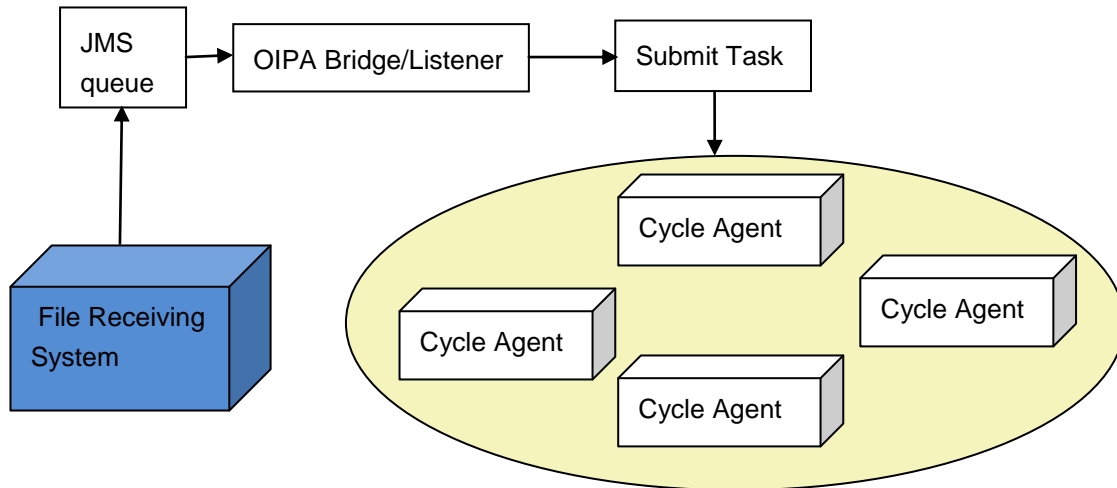 JMS
queue
OIPA Bridge/Listener
Submit Task
Cycle Agent
Cycle Agent
Cycle Agent
Cycle Agent
File Receiving
System